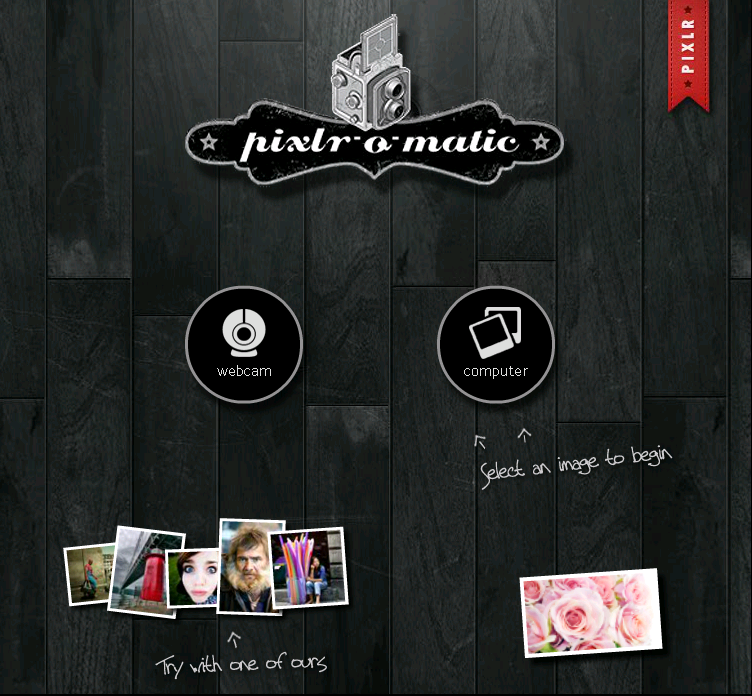 PIXLR
pixlr-o-matic
webcam
computer
Select an image to begin
Try with one of ours